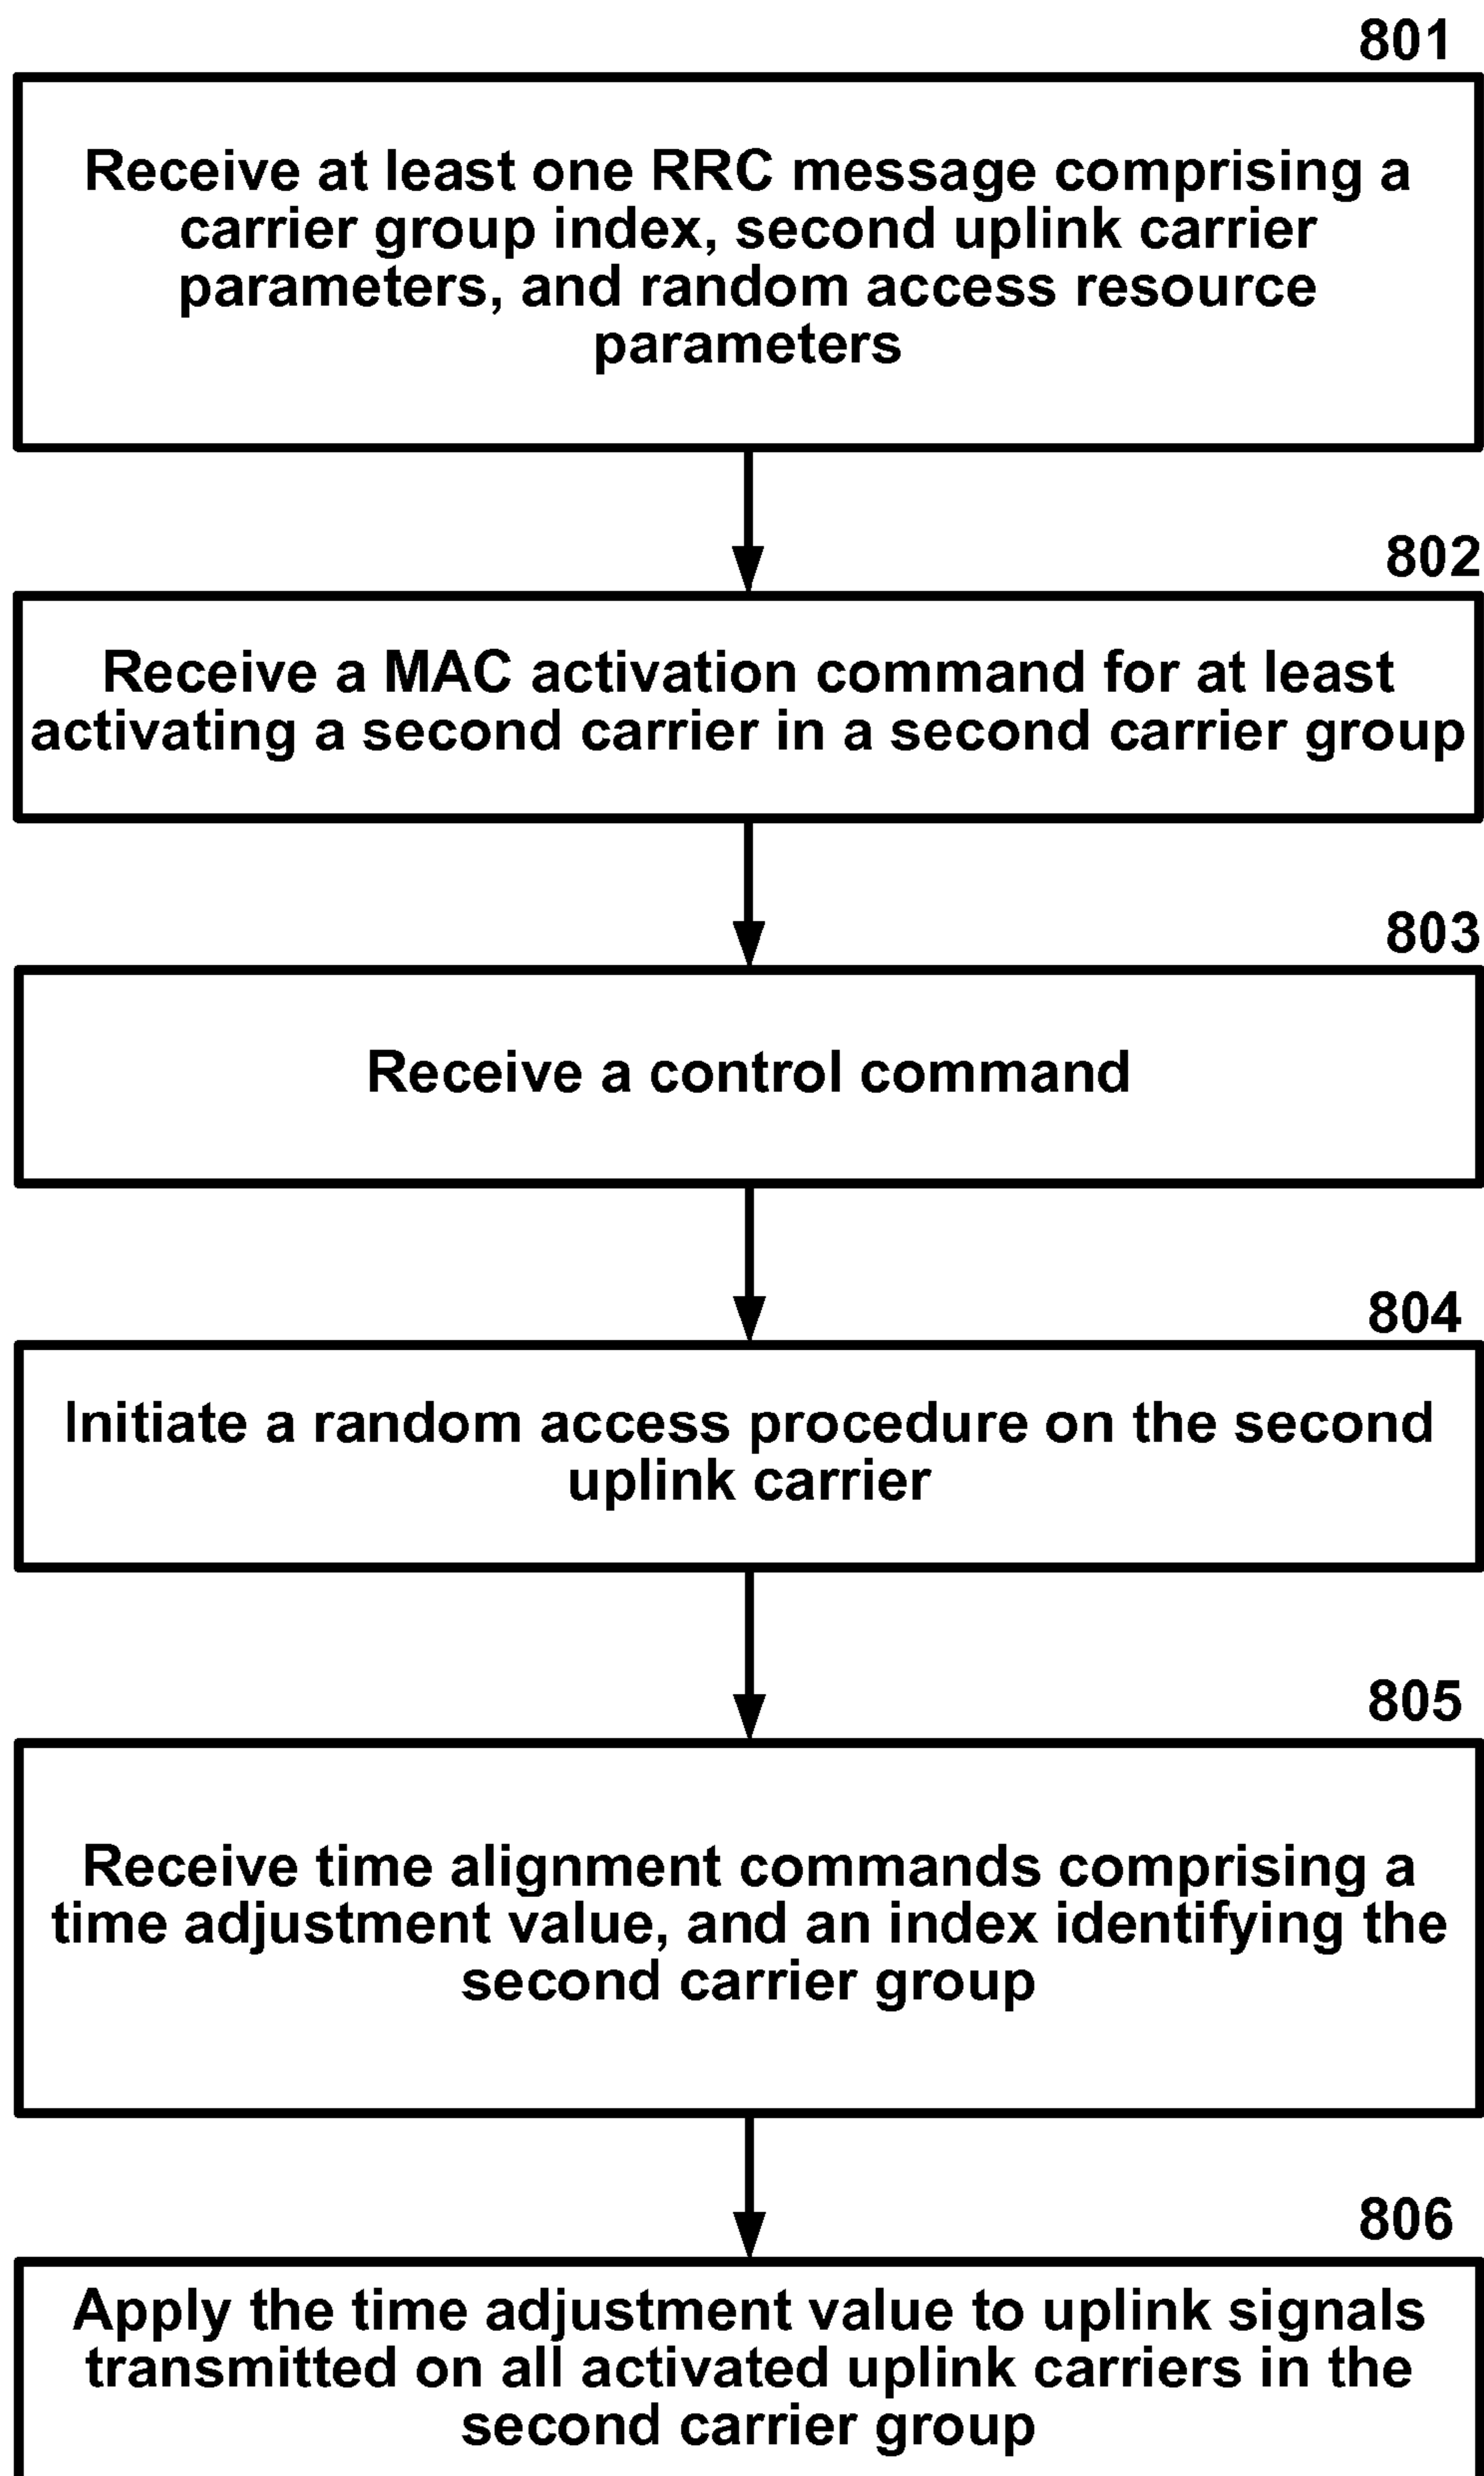 801
Receive at least one RRC message comprising a
carrier group index, second uplink carrier
parameters, and random access resource
parameters
802
Receive a MAC activation command for at least
activating a second carrier in a second carrier group
803
Receive a control command
804
Initiate a random access procedure on the second
uplink carrier
805
Receive time alignment commands comprising a
time adjustment value, and an index identifying the
second carrier group
806
Apply the time adjustment value to uplink signals
transmitted on all activated uplink carriers in the
second carrier group